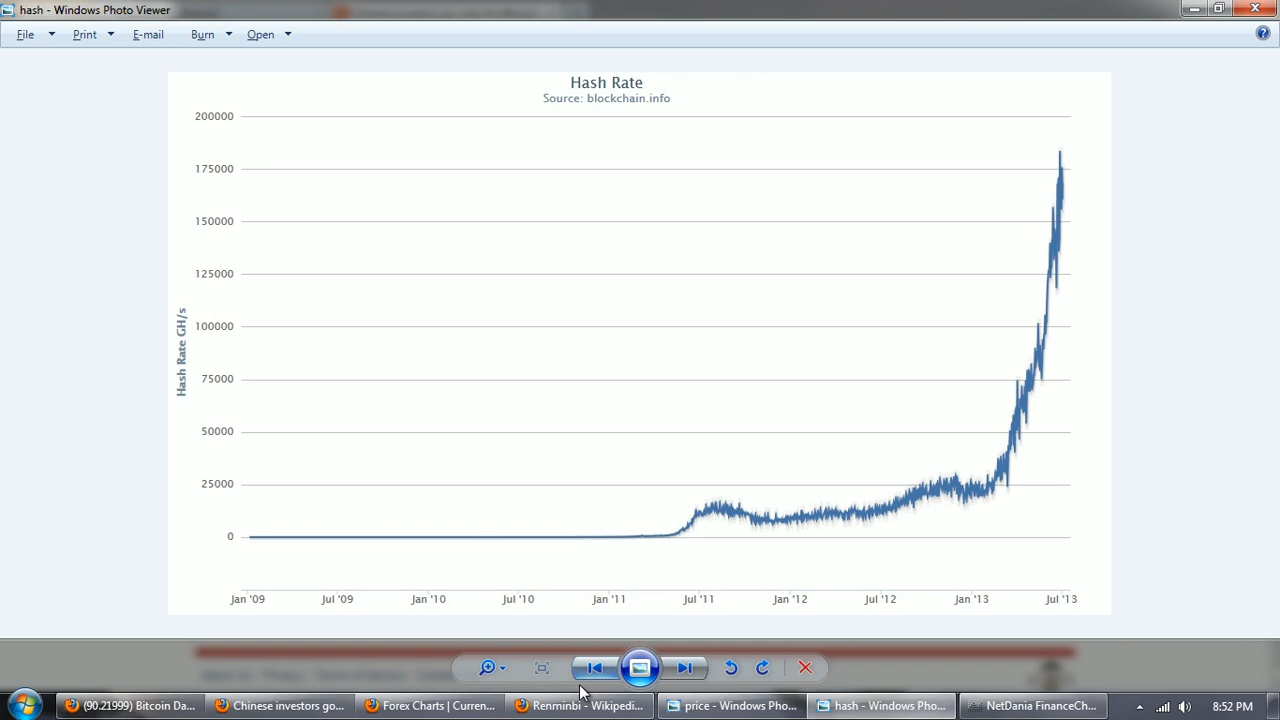 hash - Windows Photo Viewer
File Print E-mail Burn Open
Hash Rate
Source: blockchain.info
200000
175000
150000
125000
100000
75000
50000
25000
0
Hash Rate GH/s
Jan '09 Jul '09 Jan '10 Jul '10 Jan '11 Jul '11 Jan '12 Jul '12 Jan '13 Jul '13
(90.21999) Bitcoin Da... Chinese investors go... Forex Charts | Curren... Renminbi - Wikipedi... price - Windows Pho... hash - Windows Pho... NetDania FinanceCh... 8:52 PM